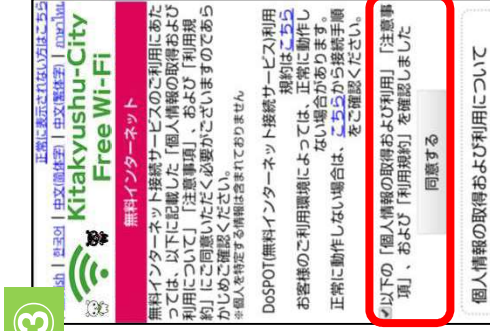 ③
正常に表示されない方はこちら
glish | 한국어 | 中文(简体字) | 中文(繁体字) | ภาษาไทย
Kitakyushu-City
Free Wi-Fi
無料インターネット
無料インターネット接続サービスのご利用にあた
っては、以下に記載した「個人情報の取得および
利用について」「注意事項」、および「利用規
約」にご同意いただく必要がございますのであら
かじめご確認ください。
※個人を特定する情報は含まれておりません
DoSPOT(無料インターネット接続サービス)利用
規約はこちら
お客様のご利用環境によっては、正常に動作し
ない場合があります。
正常に動作しない場合は、こちらから接続手順
をご確認ください。
以下の「個人情報の取得および利用」「注意事
項」、および「利用規約」を確認しました
同意する
個人情報の取得および利用について